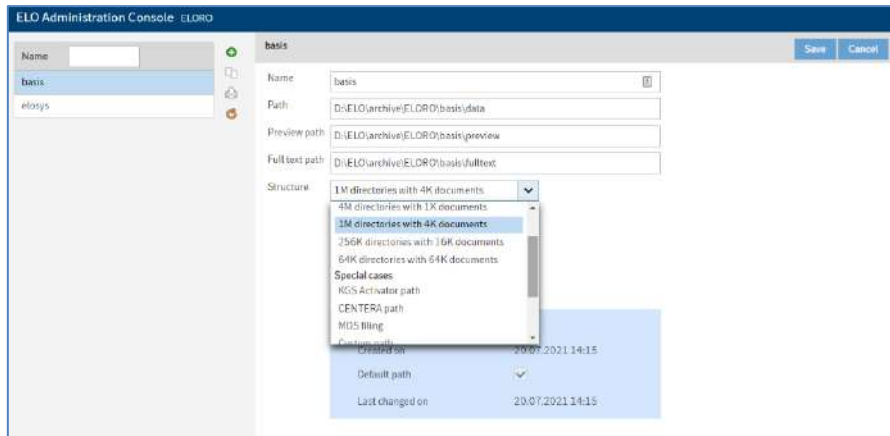 ELO Administration Console ELORO
Name
basis
elosys
basis
Save
Cancel
Name basis
Path D:\ELO\archive\ELORO\basis\data
Preview path D:\ELO\archive\ELORO\basis\preview
Full text path D:\ELO\archive\ELORO\basis\fulltext
Structure 1M directories with 4K documents
4M directories with 1K documents
1M directories with 4K documents
256K directories with 16K documents
64K directories with 64K documents
Special cases
KGS Activator path
CENTERA path
MD5 filing
Custom path
Created on 20.07.2021 14:15
Default path
Last changed on 20.07.2021 14:15